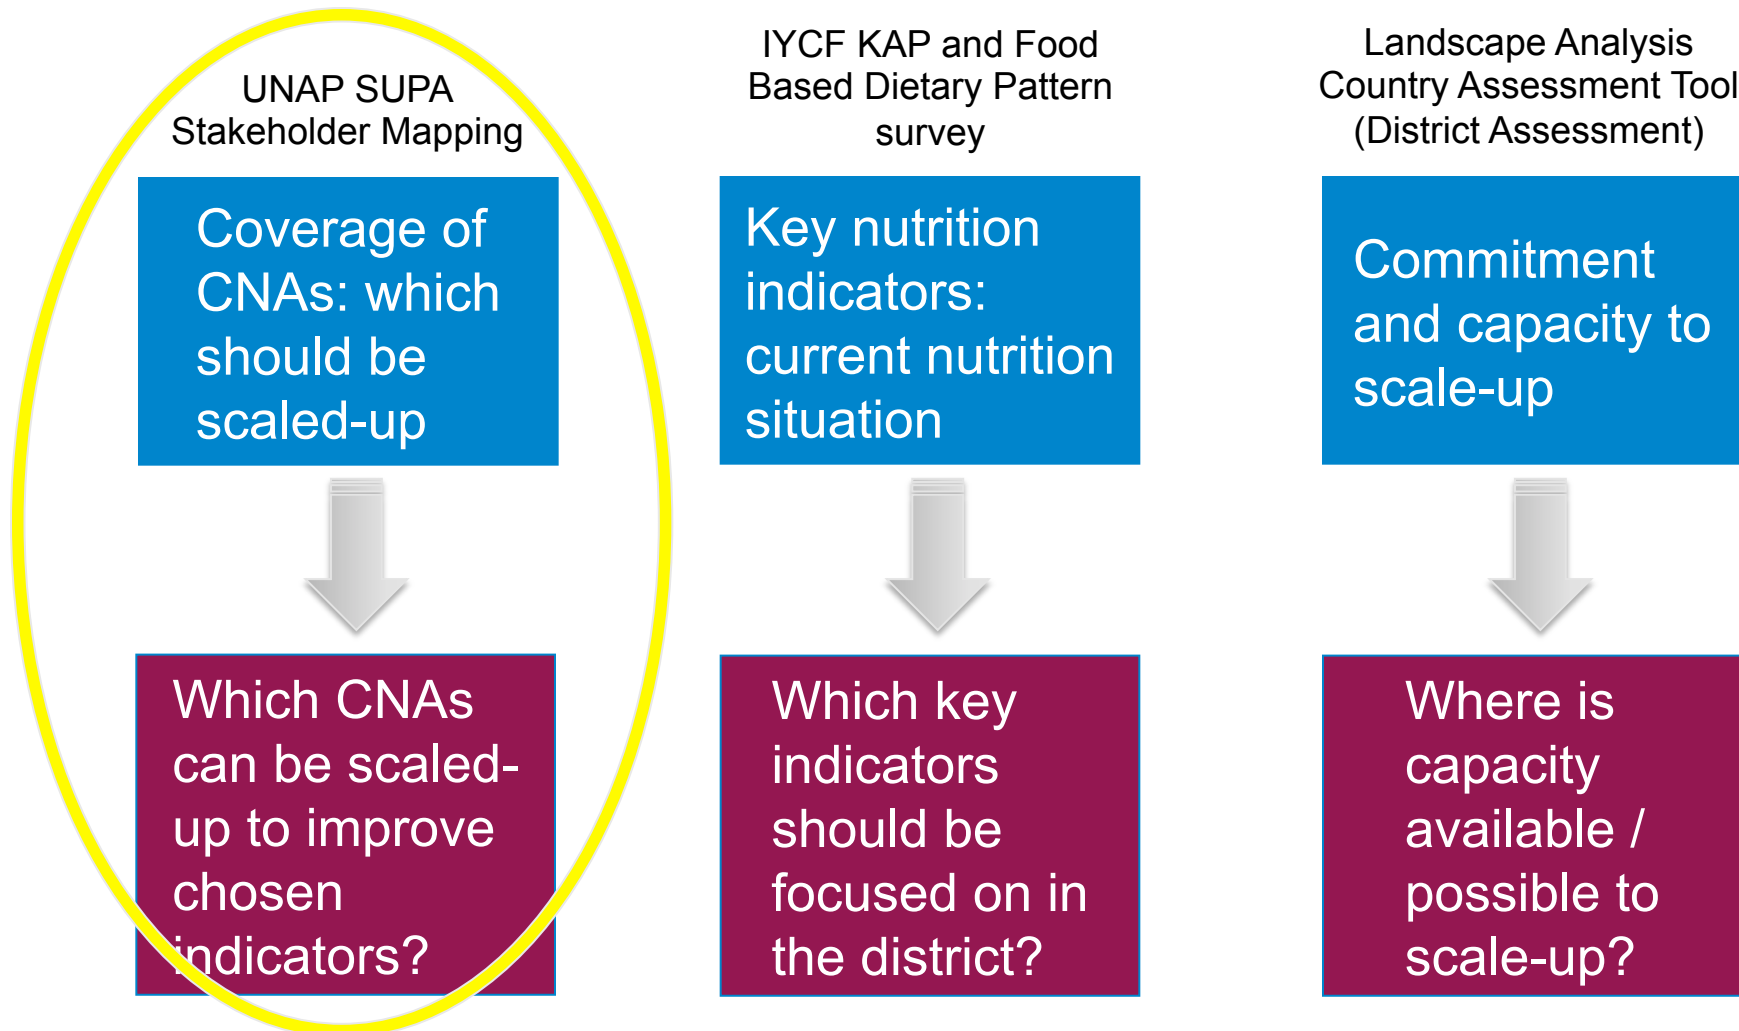 UNAP SUPA
Stakeholder Mapping
Coverage of
CNAs: which
should be
scaled-up
Which CNAs
can be scaled-
up to improve
chosen
indicators?
IYCF KAP and Food
Based Dietary Pattern
survey
Key nutrition
indicators:
current nutrition
situation
Which key
indicators
should be
focused on in
the district?
Landscape Analysis
Country Assessment Tool
(District Assessment)
Commitment
and capacity to
scale-up
Where is
capacity
available /
possible to
scale-up?